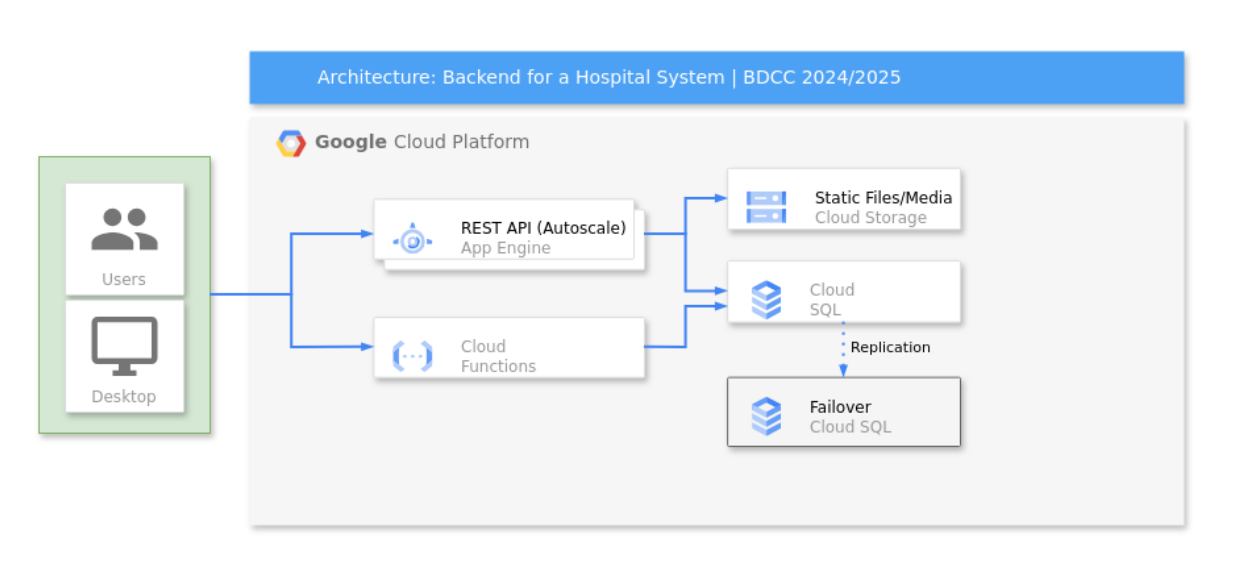 Architecture: Backend for a Hospital System | BDCC 2024/2025
Google Cloud Platform
Users
Desktop
REST API (Autoscale)
App Engine
Cloud
Functions
Static Files/Media
Cloud Storage
Cloud
SQL
Replication
Failover
Cloud SQL